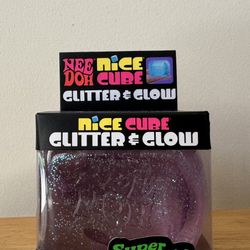 NEE DOH NICE CUBE
GLITTER & GLOW
NICE CUBE
GLITTER & GLOW
Super